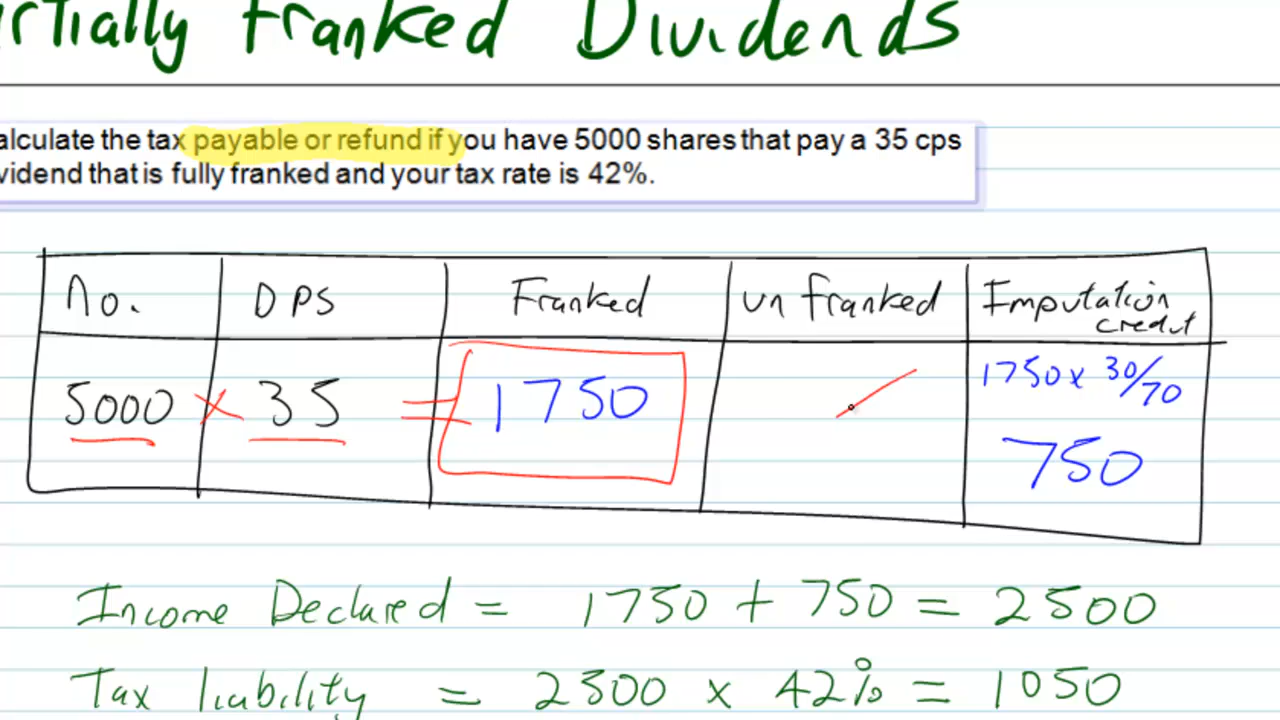 rtially Franked Dividends
alculate the tax payable or refund if you have 5000 shares that pay a 35 cps
vidend that is fully franked and your tax rate is 42%.
No. DPS Franked un franked Imputation credit
5000 × 35 = 1750 1750 × 30/70
750
Income Declared = 1750 + 750 = 2500
Tax liability = 2500 × 42% = 1050